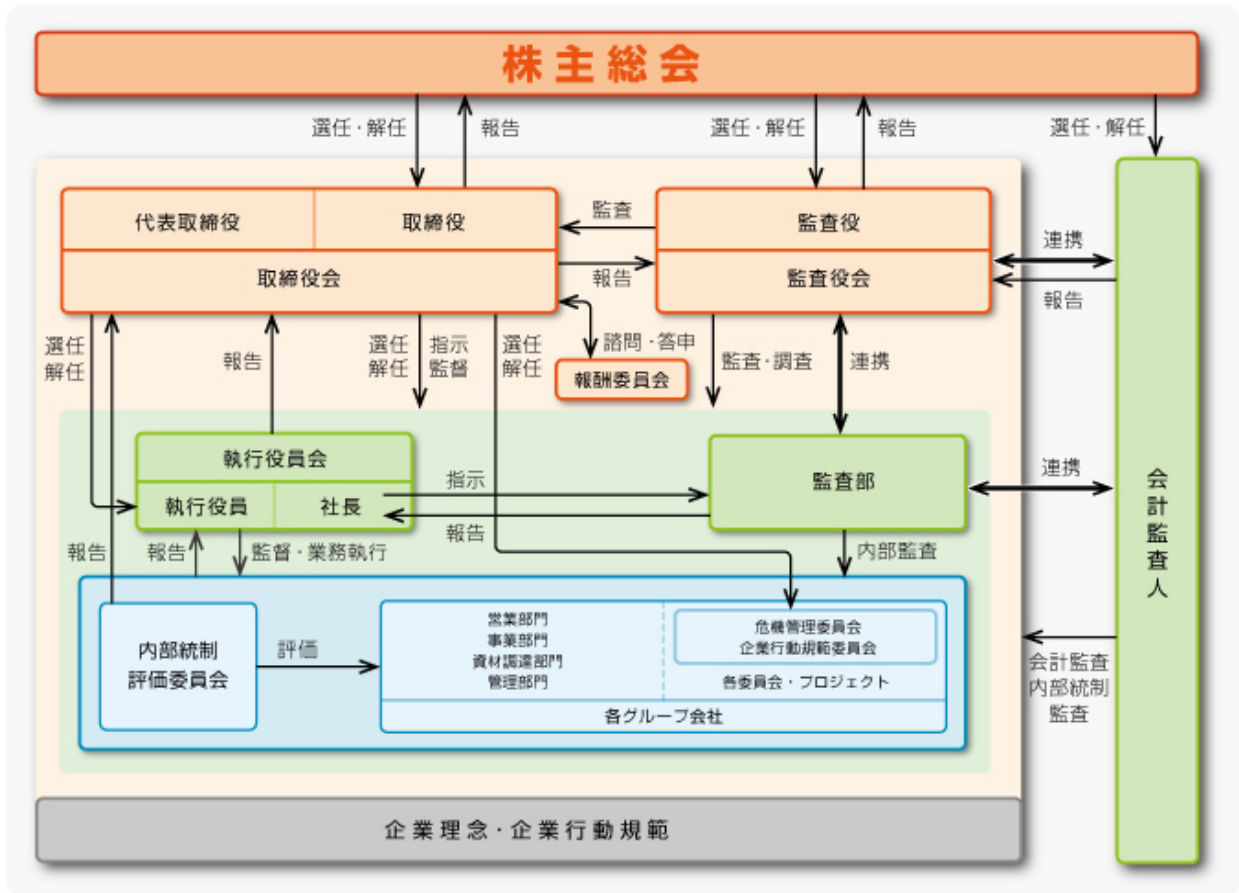 株主総会
選任・解任
報告
選任・解任
報告
選任・解任
代表取締役
取締役
取締役会
監査
報告
監査役
監査役会
連携
報告
選任
解任
報告
選任
解任
指示
監督
選任
解任
諮問・答申
報酬委員会
監査・調査
連携
執行役員会
執行役員
社長
指示
報告
監査部
連携
会計監査人
報告
報告
監督・業務執行
内部監査
内部統制
評価委員会
評価
営業部門
事業部門
資材調達部門
管理部門
危機管理委員会
企業行動規範委員会
各委員会・プロジェクト
各グループ会社
会計監査
内部統制
監査
企業理念・企業行動規範